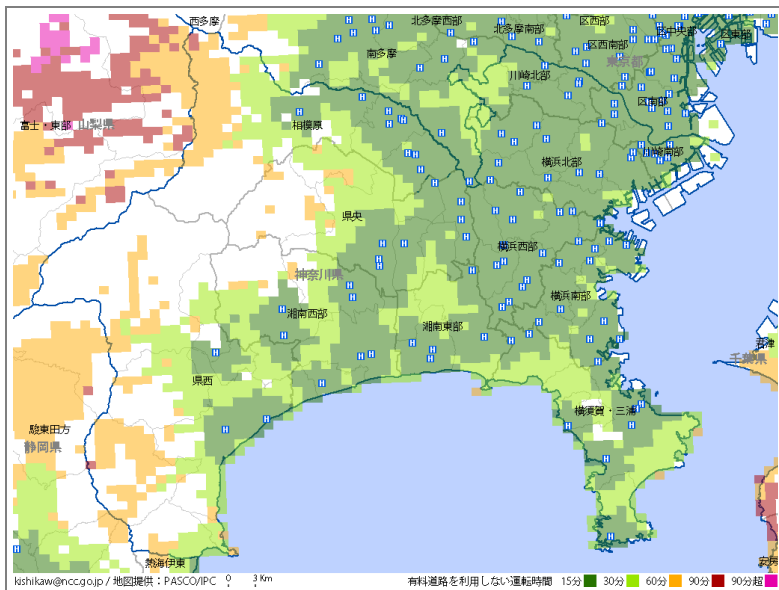 西多摩
北多摩西部
北多摩南部
区西部
区中央部
区東部
南多摩
区西南部
東京都
川崎北部
区南部
富士・東部
山梨県
相模原
川崎南部
横浜北部
県央
横浜西部
神奈川県
横浜南部
湘南西部
湘南東部
君津
千葉県
県西
横須賀・三浦
駿東田方
静岡県
熱海伊東
安房
kishikaw@ncc.go.jp / 地図提供：PASCO/IPC 0 3 Km
有料道路を利用しない運転時間 15分 30分 60分 90分 90分超